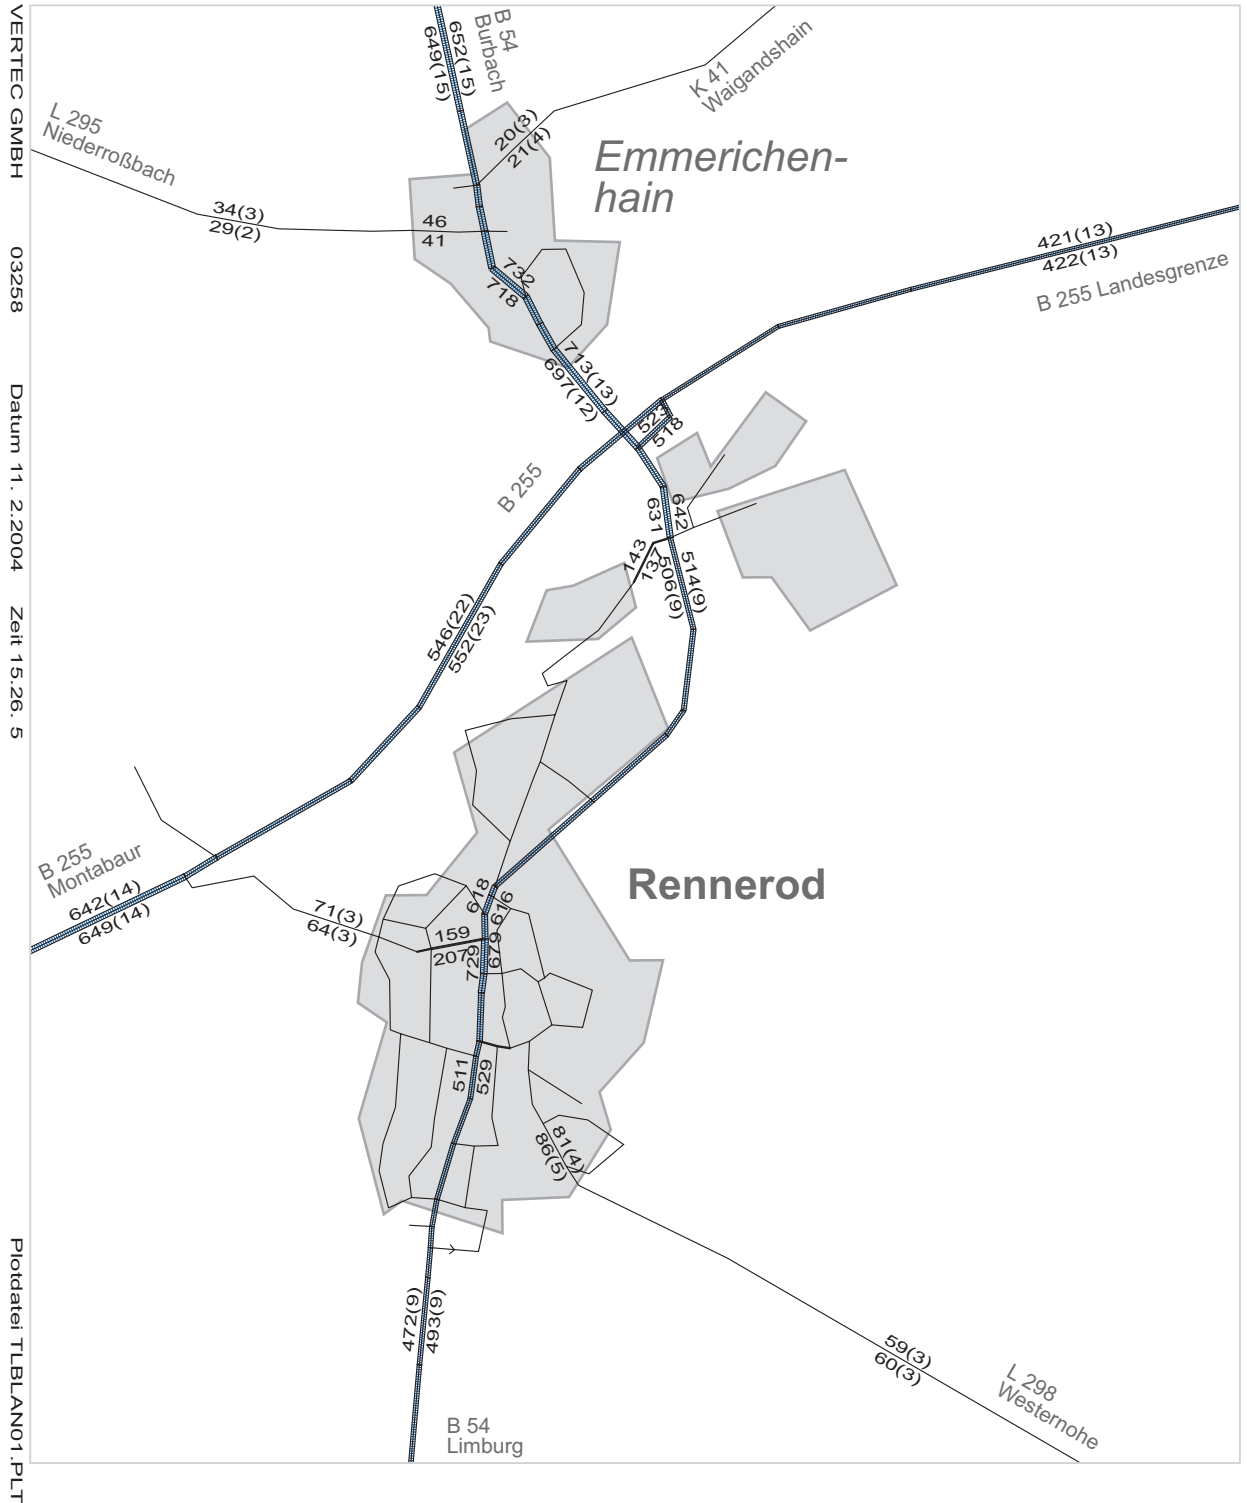 VERTEC GMBH 03258 Datum 11. 2.2004 Zeit 15.26. 5 Plotdatei TLBLAN01.PLT
B 54
Burbach
652(15)
649(15)
K 41
Waigandshain
20(3)
21(4)
L 295
Niederroßbach
34(3)
29(2)
46
41
Emmerichen-
hain
732
718
421(13)
422(13)
B 255 Landesgrenze
713(13)
697(12)
523
518
B 255
642
631
143
137
514(9)
506(9)
546(22)
552(23)
B 255
Montabaur
642(14)
649(14)
71(3)
64(3)
Rennerod
618
616
159
207
729
679
511
529
81(4)
86(5)
472(9)
493(9)
59(3)
60(3)
L 298
Westernohe
B 54
Limburg